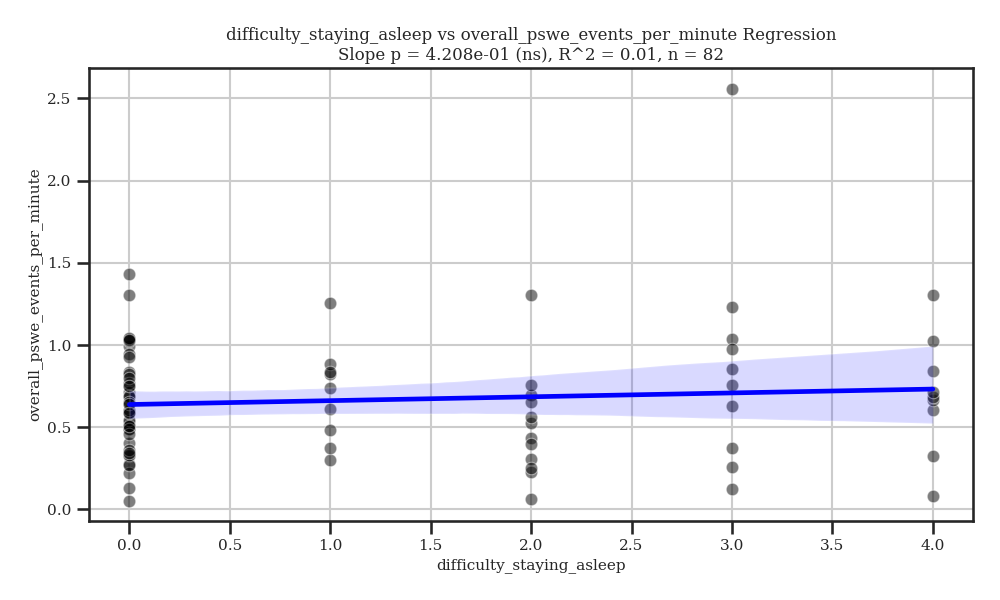 difficulty_staying_asleep vs overall_pswe_events_per_minute Regression
Slope p = 4.208e-01 (ns), R^2 = 0.01, n = 82
overall_pswe_events_per_minute
2.5
2.0
1.5
1.0
0.5
0.0
0.0 0.5 1.0 1.5 2.0 2.5 3.0 3.5 4.0
difficulty_staying_asleep